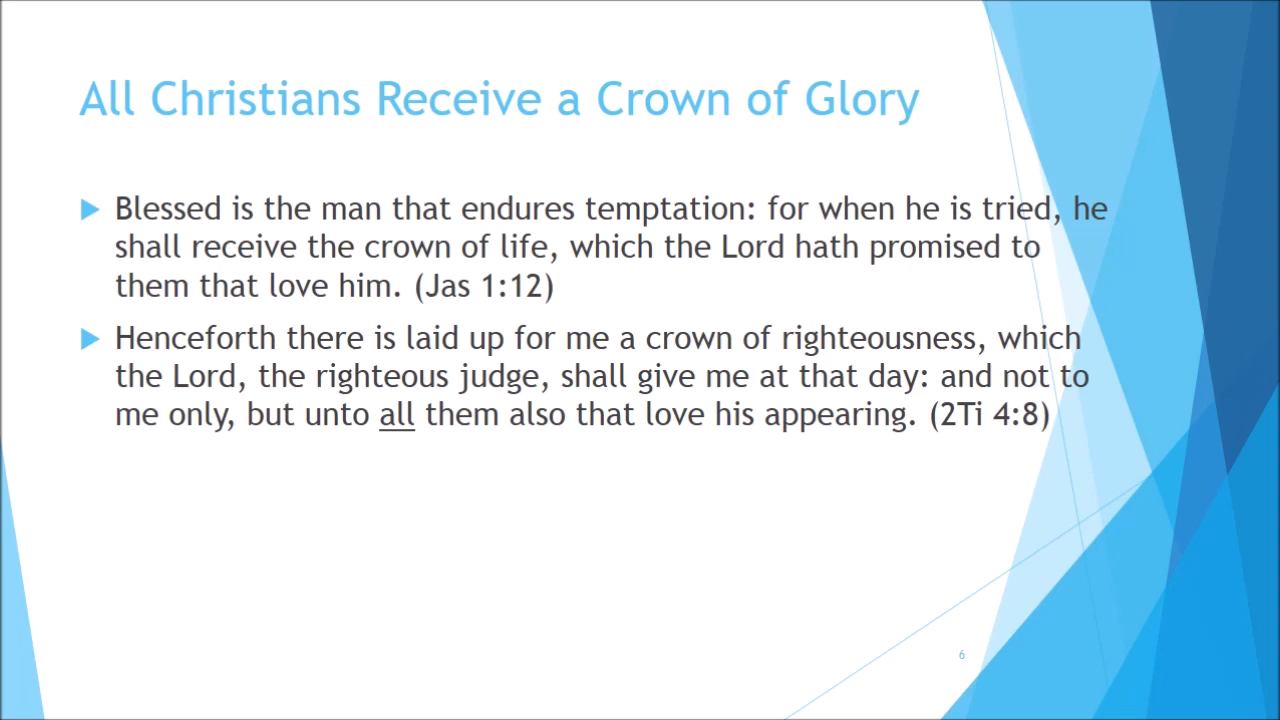 All Christians Receive a Crown of Glory
Blessed is the man that endures temptation: for when he is tried, he
shall receive the crown of life, which the Lord hath promised to
them that love him. (Jas 1:12)
Henceforth there is laid up for me a crown of righteousness, which
the Lord, the righteous judge, shall give me at that day: and not to
me only, but unto all them also that love his appearing. (2Ti 4:8)
6